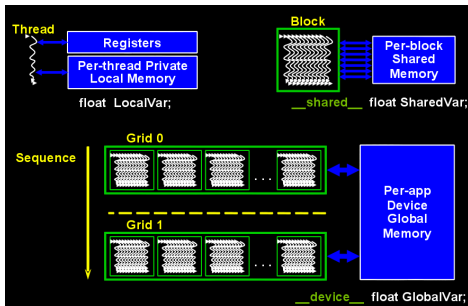 Thread
Registers
Per-thread Private
Local Memory
float LocalVar;
Block
Per-block
Shared
Memory
__shared__ float SharedVar;
Sequence
Grid 0
. . .
Grid 1
. . .
Per-app
Device
Global
Memory
__device__ float GlobalVar;